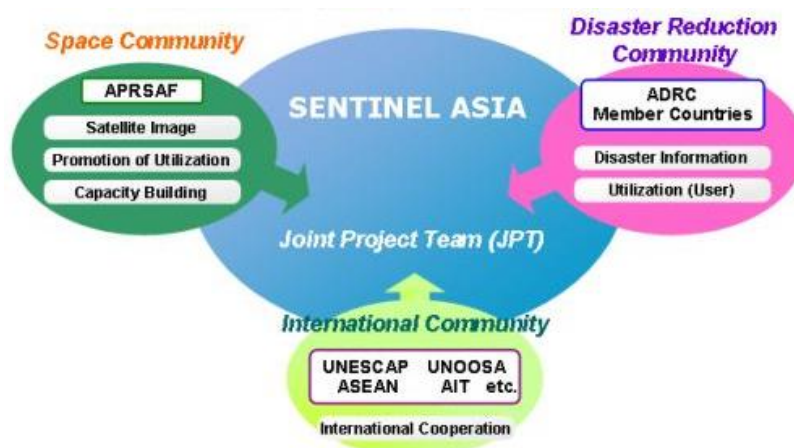 Space Community
APRSAF
Satellite Image
Promotion of Utilization
Capacity Building
SENTINEL ASIA
Joint Project Team (JPT)
Disaster Reduction
Community
ADRC
Member Countries
Disaster Information
Utilization (User)
International Community
UNESCAP UNOOSA
ASEAN AIT etc.
International Cooperation